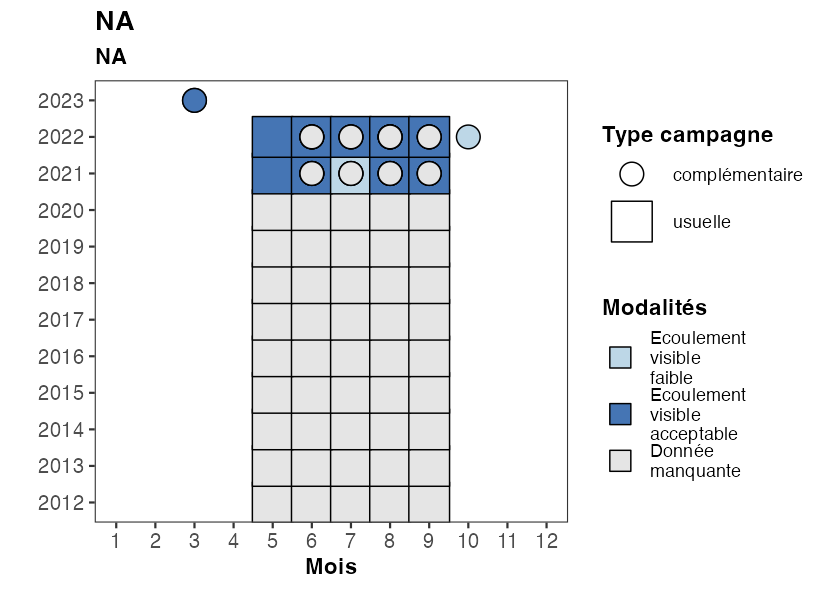 NA
NA
2023
2022
2021
2020
2019
2018
2017
2016
2015
2014
2013
2012
1 2 3 4 5 6 7 8 9 10 11 12
Mois
Type campagne
complémentaire
usuelle
Modalités
Ecoulement
visible
faible
Ecoulement
visible
acceptable
Donnée
manquante